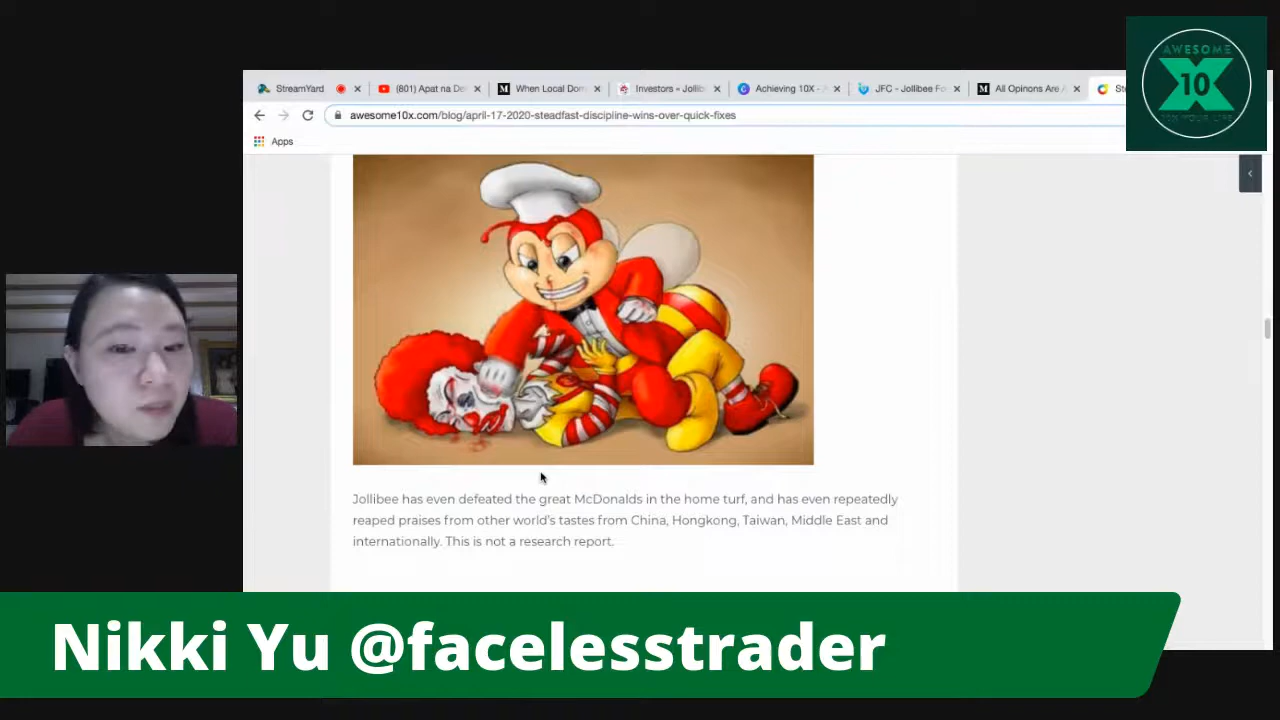 AWESOME
10X
StreamYard
(801) Apat na De
When Local Dom
Investors » Jollib
Achieving 10X - A
JFC - Jollibee Fo
All Opinons Are A
Ste
awesome10x.com/blog/april-17-2020-steadfast-discipline-wins-over-quick-fixes
Apps
Jollibee has even defeated the great McDonalds in the home turf, and has even repeatedly
reaped praises from other world's tastes from China, Hongkong, Taiwan, Middle East and
internationally. This is not a research report.
Nikki Yu @facelesstrader